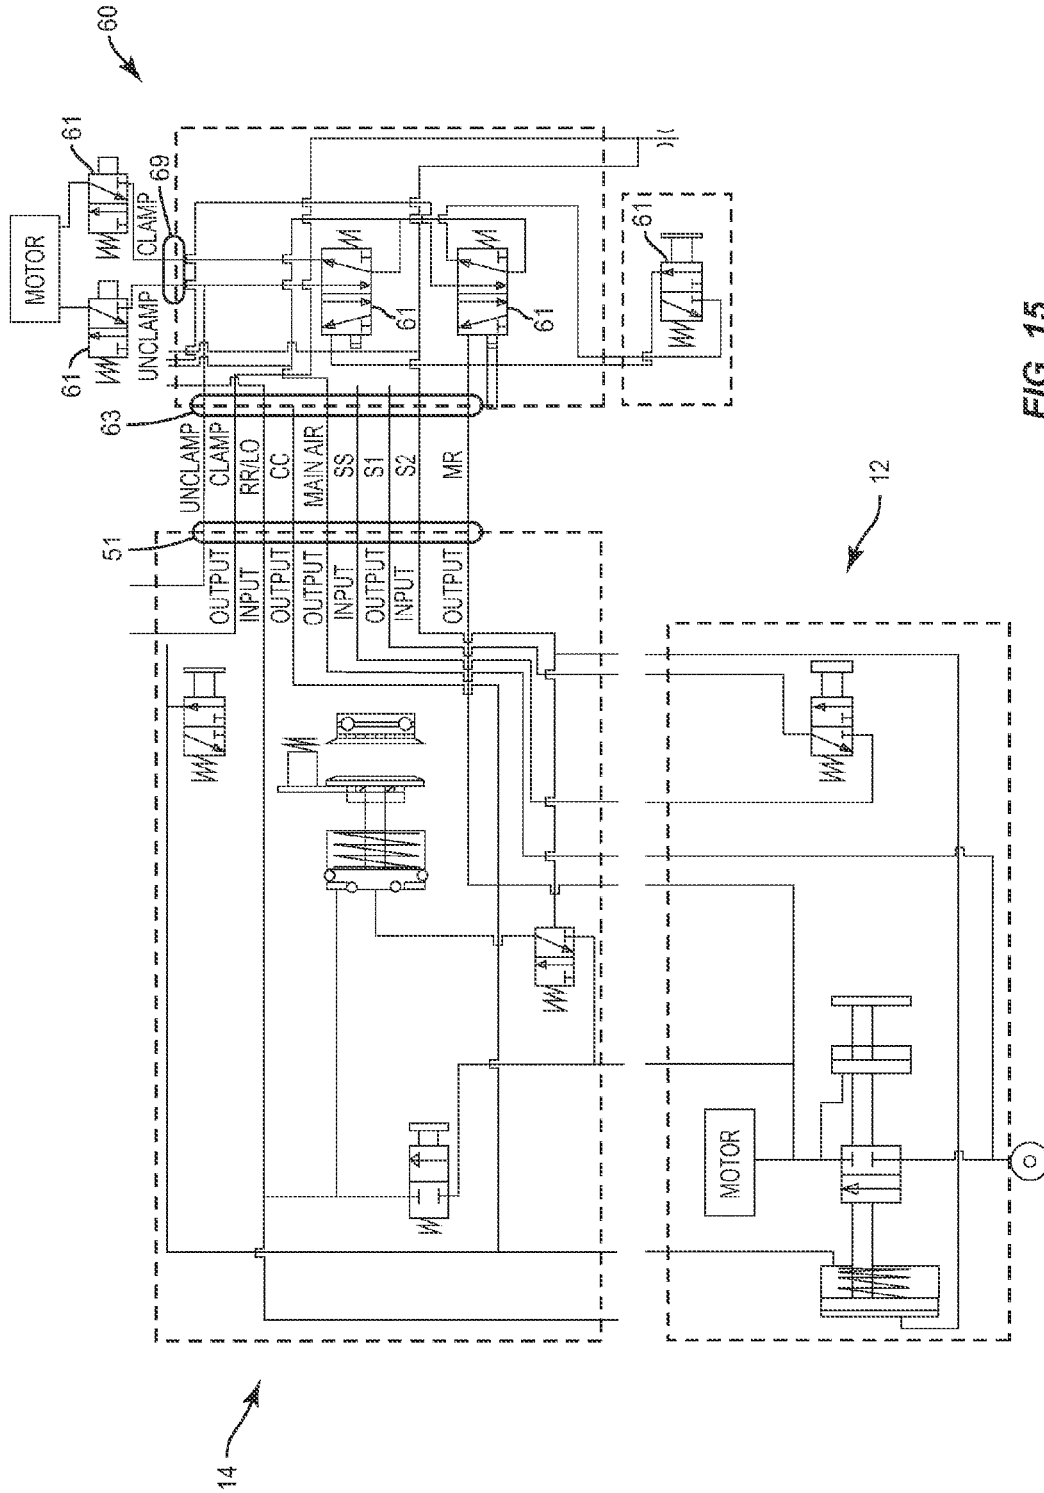 60
61
69
MOTOR
CLAMP
61
UNCLAMP
61
61
61
63
UNCLAMP
CLAMP
RR/LO
CC
MAIN AIR
SS
S1
S2
MR
51
OUTPUT
INPUT
OUTPUT
OUTPUT
INPUT
OUTPUT
INPUT
OUTPUT
12
MOTOR
14
FIG. 15